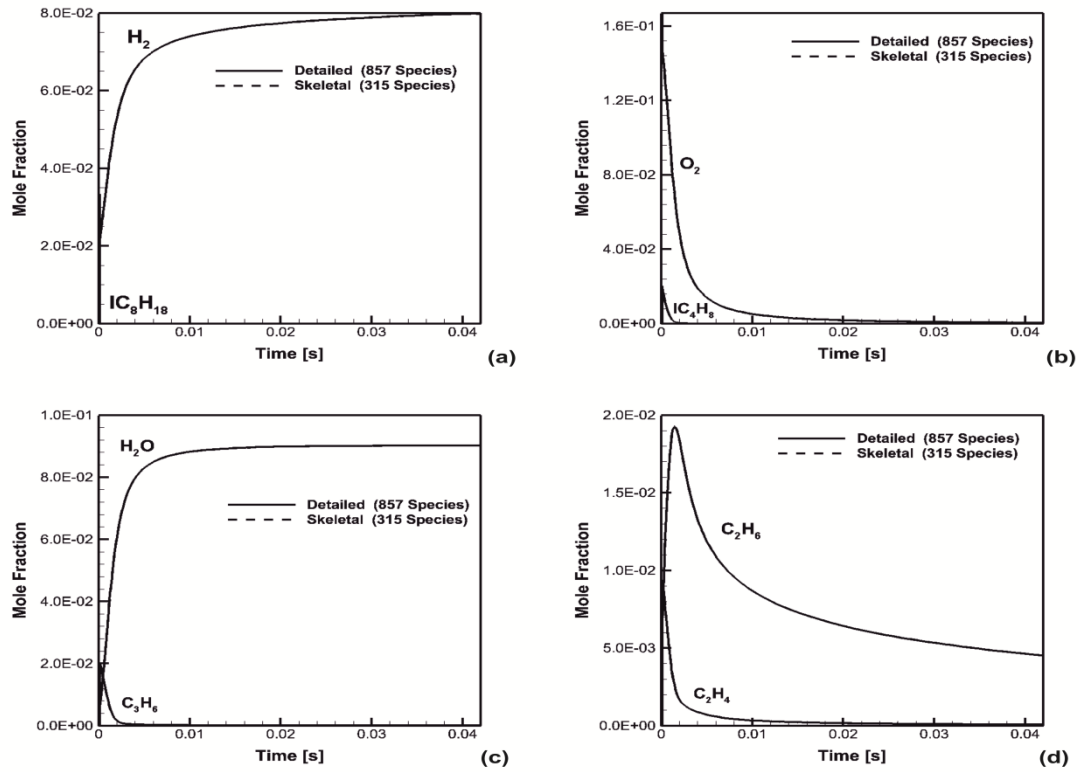 8.0E-02
H₂
Detailed (857 Species)
Skeletal (315 Species)
6.0E-02
Mole Fraction
4.0E-02
2.0E-02
IC₈H₁₈
0.0E+00
0 0.01 0.02 0.03 0.04
Time [s]
(a)
1.6E-01
Detailed (857 Species)
Skeletal (315 Species)
1.2E-01
O₂
Mole Fraction
8.0E-02
4.0E-02
IC₄H₈
0.0E+00
0 0.01 0.02 0.03 0.04
Time [s]
(b)
1.0E-01
H₂O
8.0E-02
Detailed (857 Species)
Skeletal (315 Species)
6.0E-02
Mole Fraction
4.0E-02
2.0E-02
C₃H₆
0.0E+00
0 0.01 0.02 0.03 0.04
Time [s]
(c)
2.0E-02
Detailed (857 Species)
Skeletal (315 Species)
1.5E-02
C₂H₆
Mole Fraction
1.0E-02
5.0E-03
C₂H₄
0.0E+00
0 0.01 0.02 0.03 0.04
Time [s]
(d)